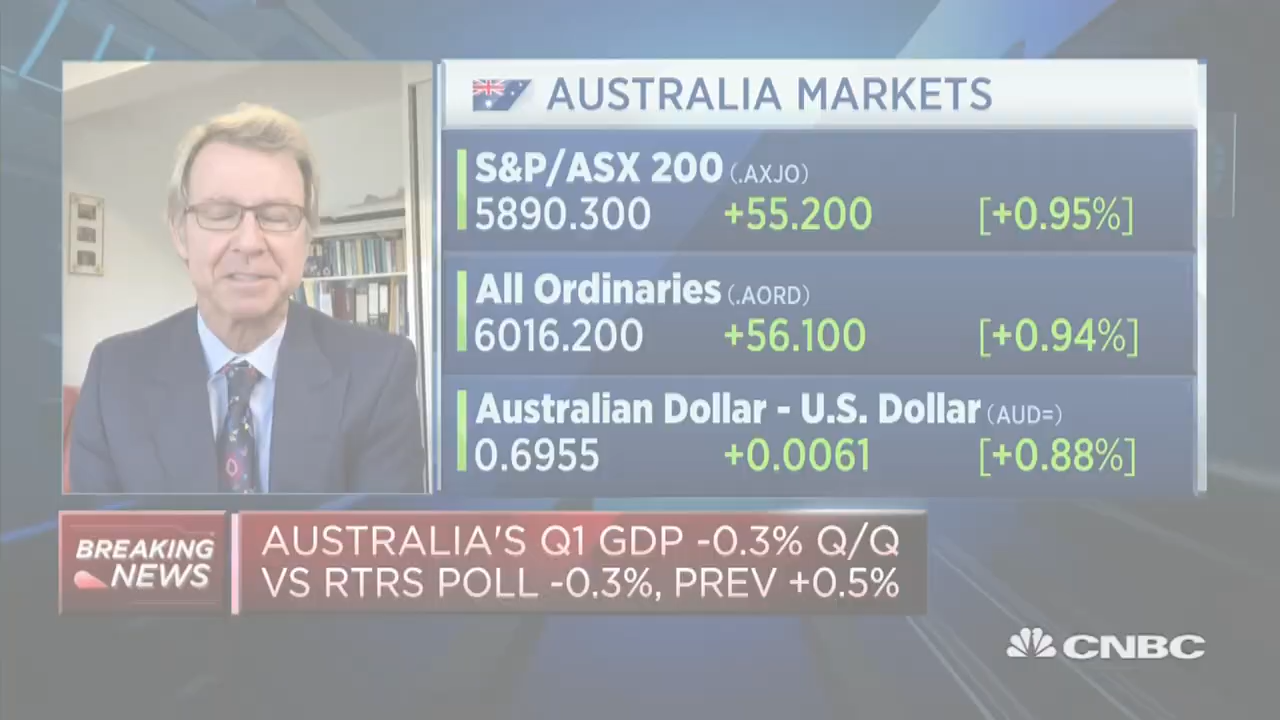 AUSTRALIA MARKETS
S&P/ASX 200 (.AXJO)
5890.300 +55.200 [+0.95%]
All Ordinaries (.AORD)
6016.200 +56.100 [+0.94%]
Australian Dollar - U.S. Dollar (AUD=)
0.6955 +0.0061 [+0.88%]
BREAKING
NEWS
AUSTRALIA'S Q1 GDP -0.3% Q/Q
VS RTRS POLL -0.3%, PREV +0.5%
CNBC